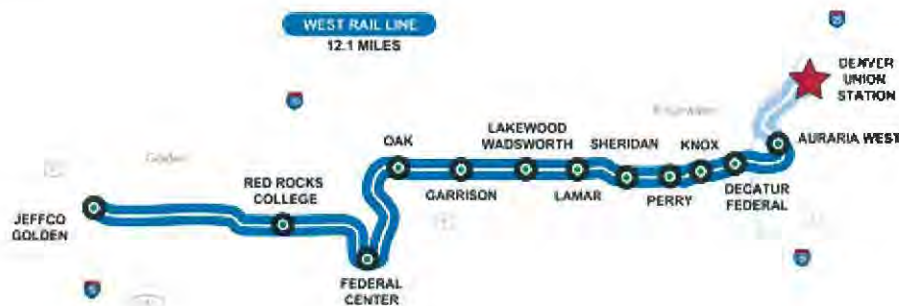 WEST RAIL LINE
12.1 MILES
DENVER
UNION
STATION
AURARIA WEST
OAK
LAKEWOOD
WADSWORTH
SHERIDAN
KNOX
Golden
RED ROCKS
COLLEGE
GARRISON
LAMAR
PERRY
DECATUR
FEDERAL
JEFFCO
GOLDEN
FEDERAL
CENTER